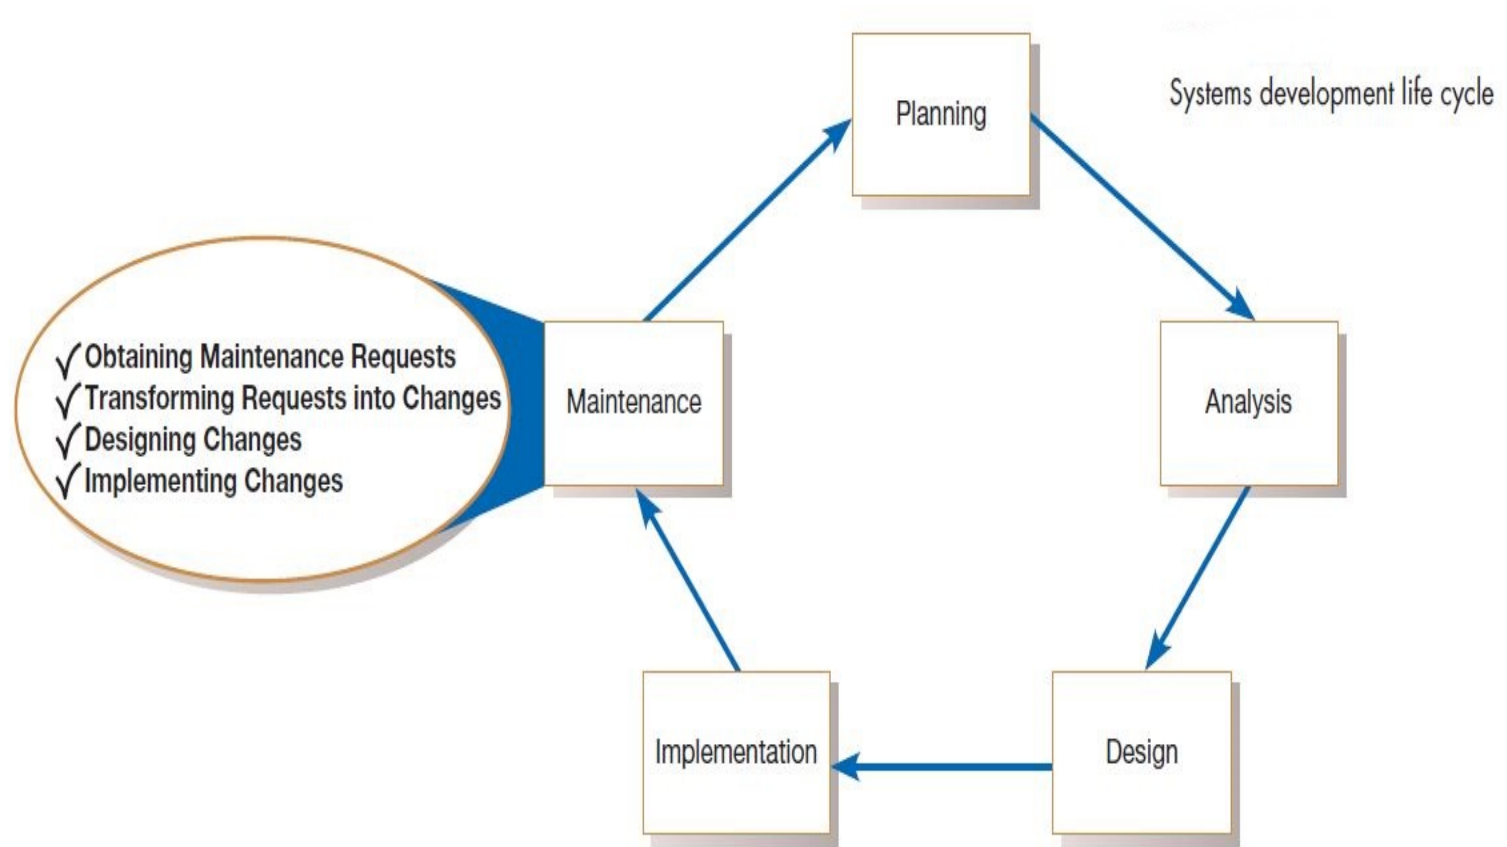 Systems development life cycle
Planning
✓Obtaining Maintenance Requests
✓Transforming Requests into Changes
✓Designing Changes
✓Implementing Changes
Maintenance
Analysis
Implementation
Design